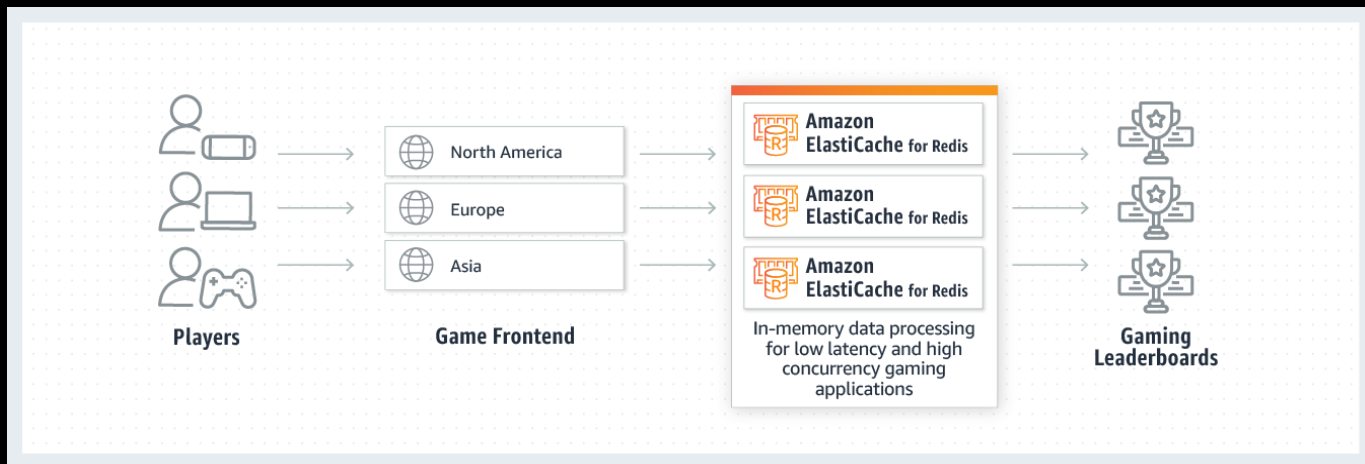 North America
Europe
Asia
Amazon
ElastiCache for Redis
Amazon
ElastiCache for Redis
Amazon
ElastiCache for Redis
In-memory data processing
for low latency and high
concurrency gaming
applications
Players
Game Frontend
Gaming
Leaderboards